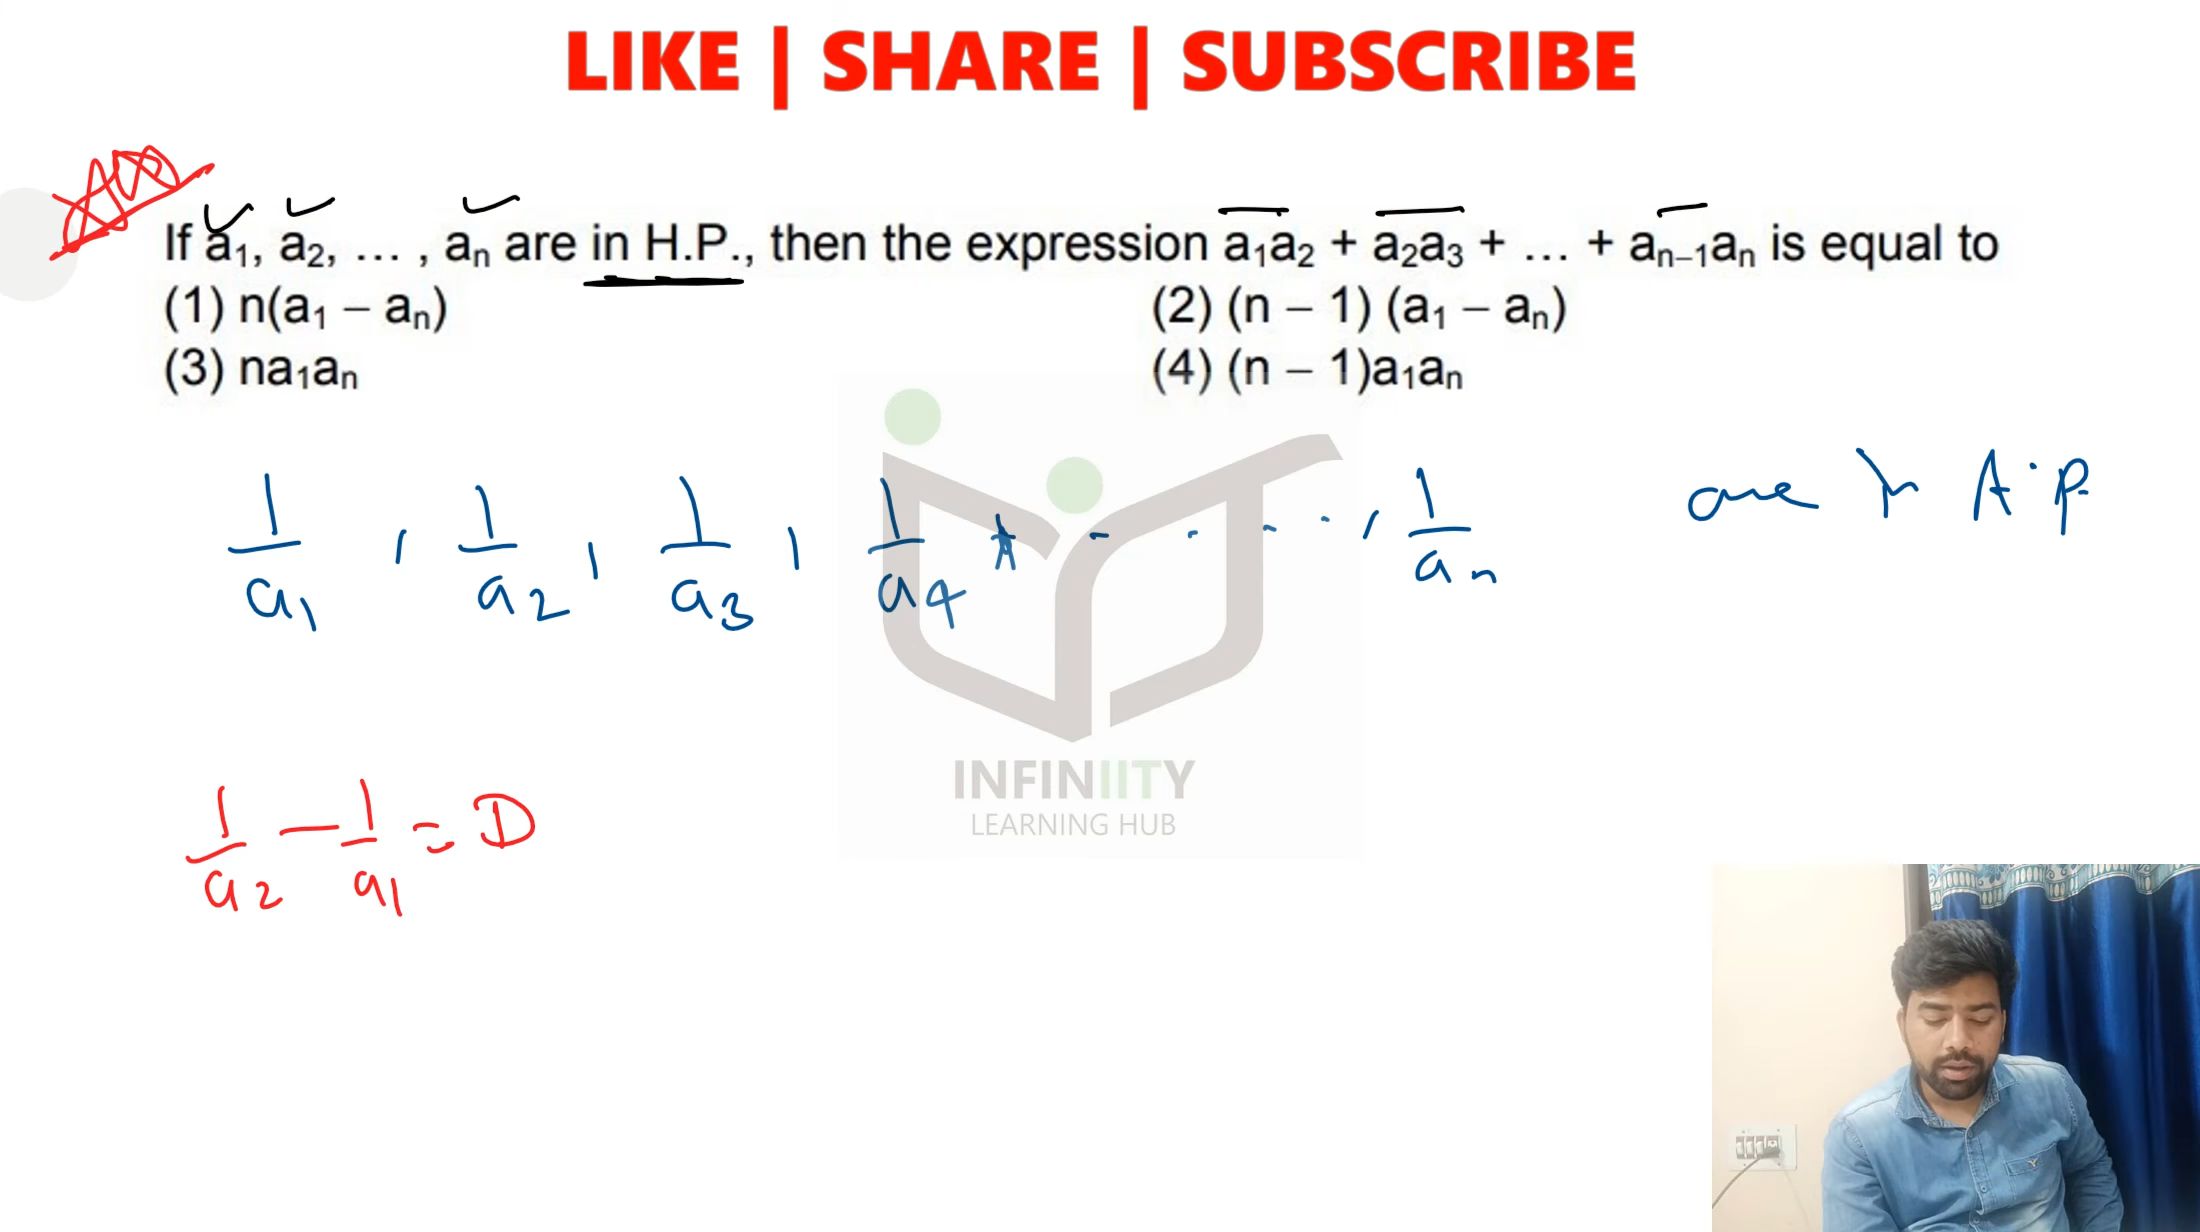 LIKE | SHARE | SUBSCRIBE
If a₁, a₂, … , aₙ are in H.P., then the expression a₁a₂ + a₂a₃ + … + aₙ₋₁aₙ is equal to
(1) n(a₁ – aₙ) (2) (n – 1) (a₁ – aₙ)
(3) na₁aₙ (4) (n – 1)a₁aₙ
1/a₁ , 1/a₂ , 1/a₃ , 1/a₄ - - - - , 1/aₙ are in A.P.
INFINIITY
LEARNING HUB
1/a₂ — 1/a₁ = D